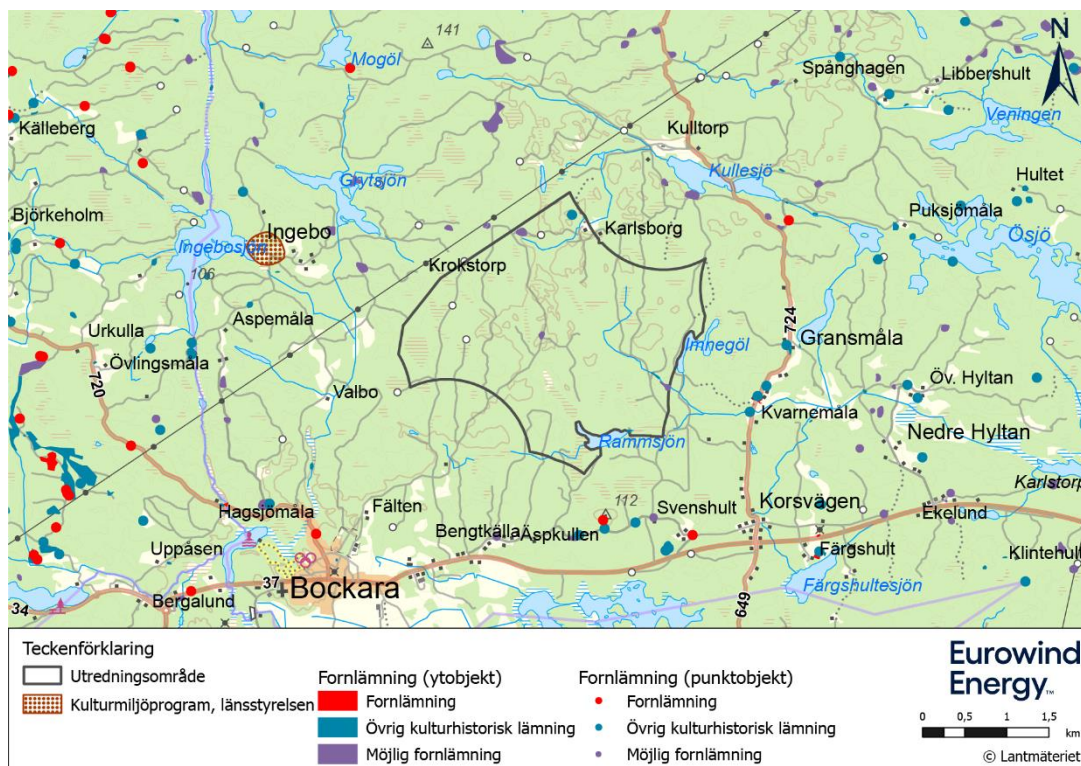 141
N
Mogöl
Spånghagen
Libbershult
Källeberg
Veningen
Kulltorp
Kullesjö
Grytsjön
Hultet
Björkeholm
Puksjömåla
Ingebo
Karlsborg
Ösjö
Ingebosjön
106
Krokstorp
Aspemåla
Urkulla
724
Övlingsmåla
Imnegöl
Gransmåla
720
Valbo
Öv. Hyltan
Kvarnemåla
Nedre Hyltan
Rammsjön
Karlstorp
112
Hagsjömåla
Fälten
Svenshult
Korsvägen
Ekelund
Bengtkälla
Äspkullen
Uppåsen
Färgshult
Klintehult
37
Bockara
Färgshultesjön
Bergalund
34
649
Teckenförklaring
Utredningsområde
Kulturmiljöprogram, länsstyrelsen
Fornlämning (ytobjekt)
Fornlämning
Övrig kulturhistorisk lämning
Möjlig fornlämning
Fornlämning (punktobjekt)
Fornlämning
Övrig kulturhistorisk lämning
Möjlig fornlämning
Eurowind
Energy™
0 0,5 1 1,5
km
© Lantmäteriet